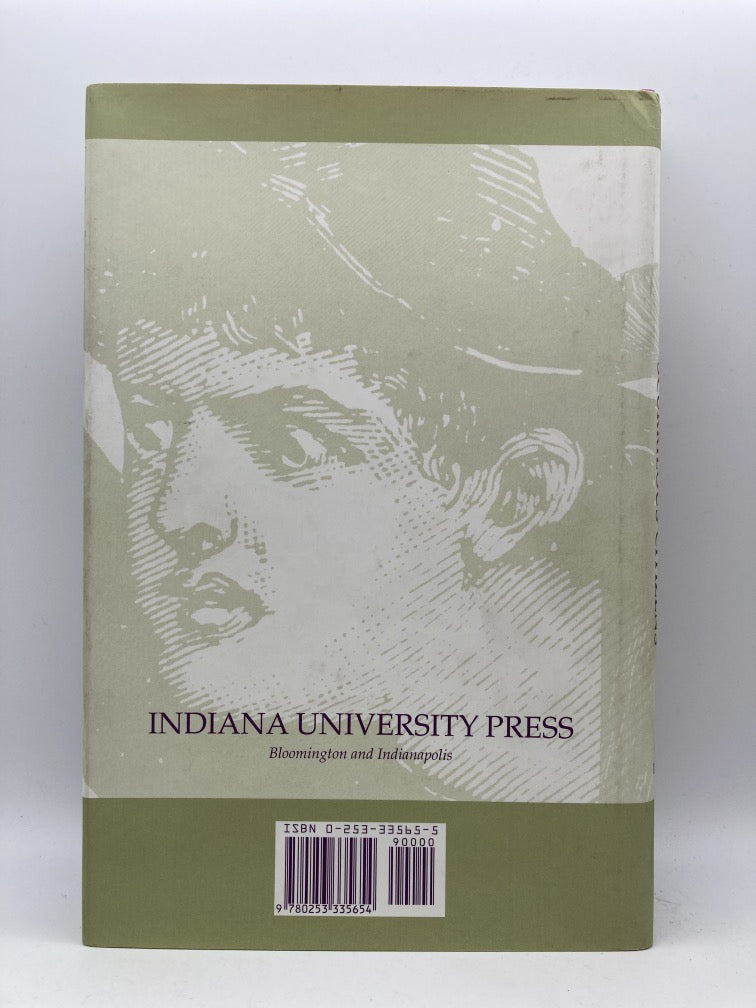 INDIANA UNIVERSITY PRESS
Bloomington and Indianapolis
ISBN 0-253-33565-5
90000
9 780253 335654